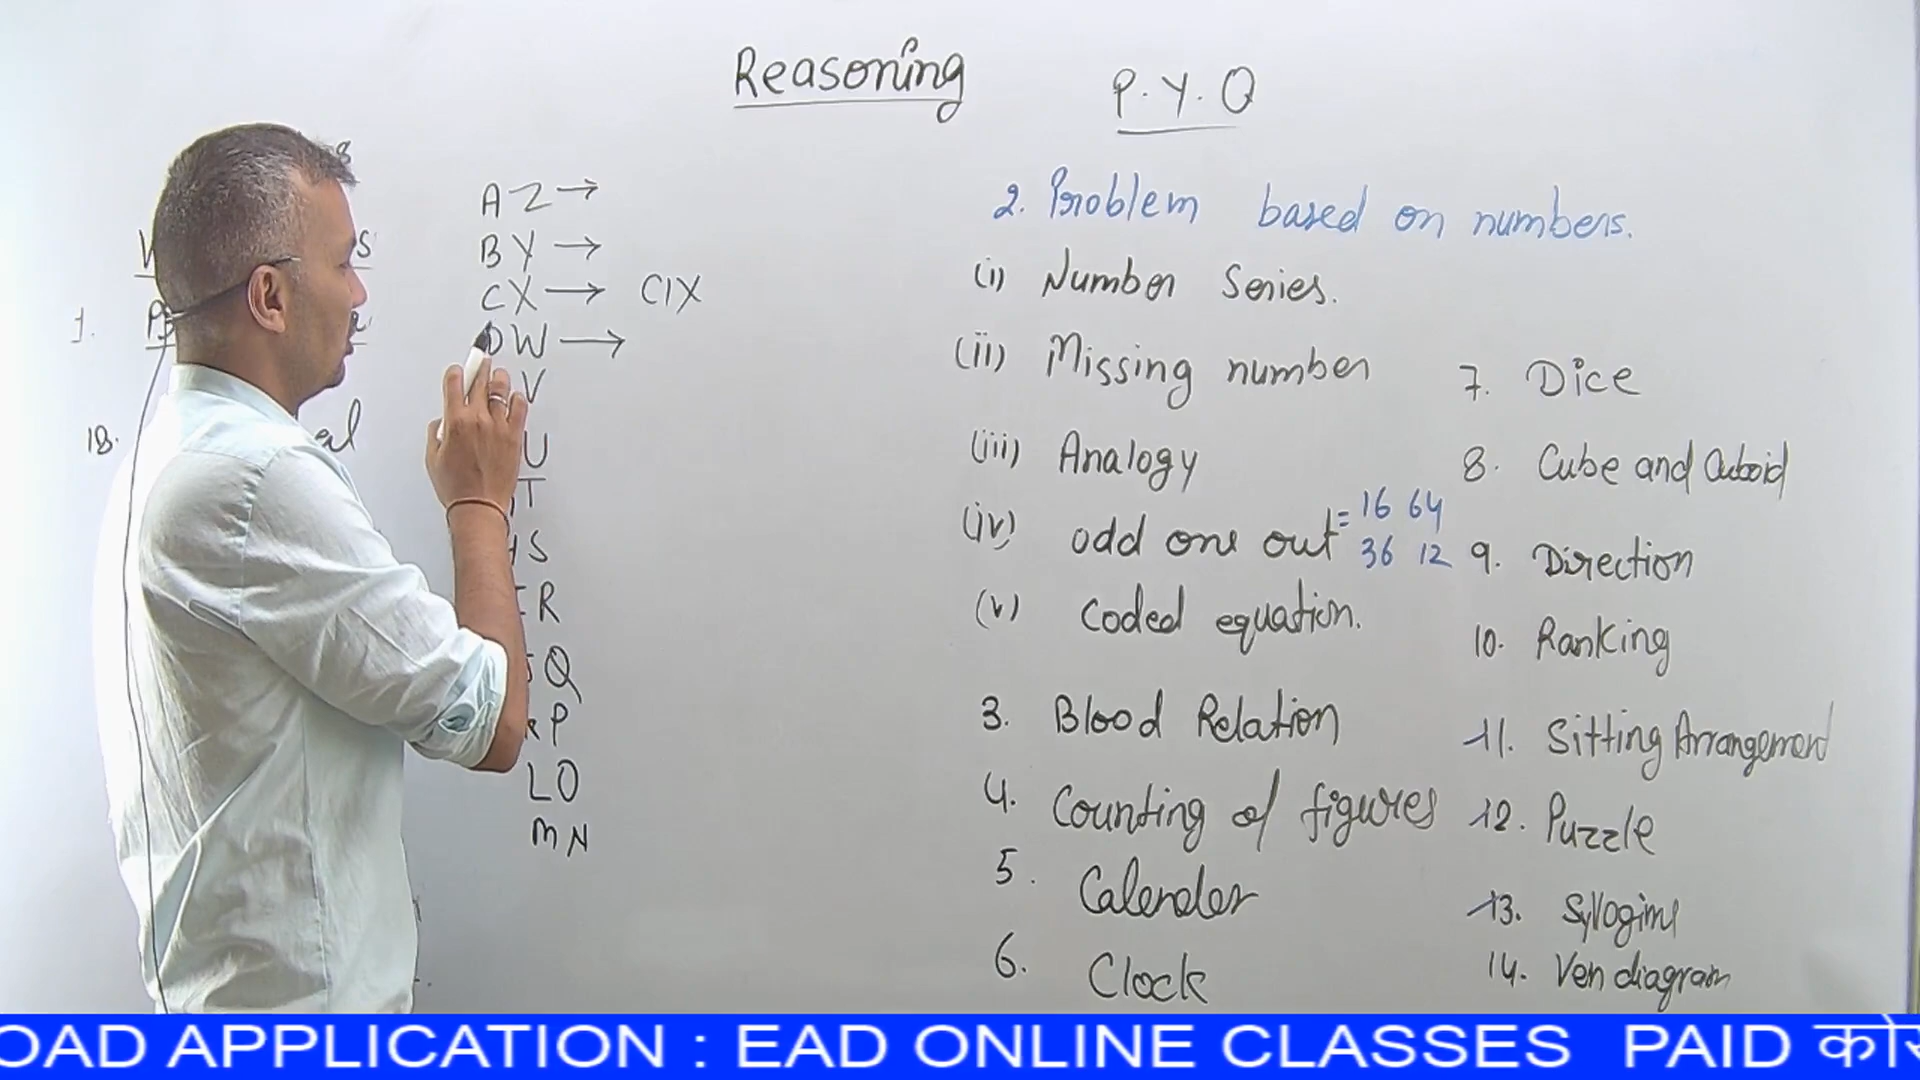 Reasoning
P.Y.Q
AZ →
BY →
CX → CIX
DW →
V
U
T
S
R
Q
P
LO
MN
1.
18.
2. Problem based on numbers.
(i) Number Series.
(ii) Missing number
(iii) Analogy
(iv) odd one out = 16 64
36 12
(v) Coded equation.
3. Blood Relation
4. Counting of figures
5. Calender
6. Clock
7. Dice
8. Cube and Cuboid
9. Direction
10. Ranking
11. Sitting Arrangement
12. Puzzle
13. Sylogims
14. Ven diagram
OAD APPLICATION : EAD ONLINE CLASSES PAID